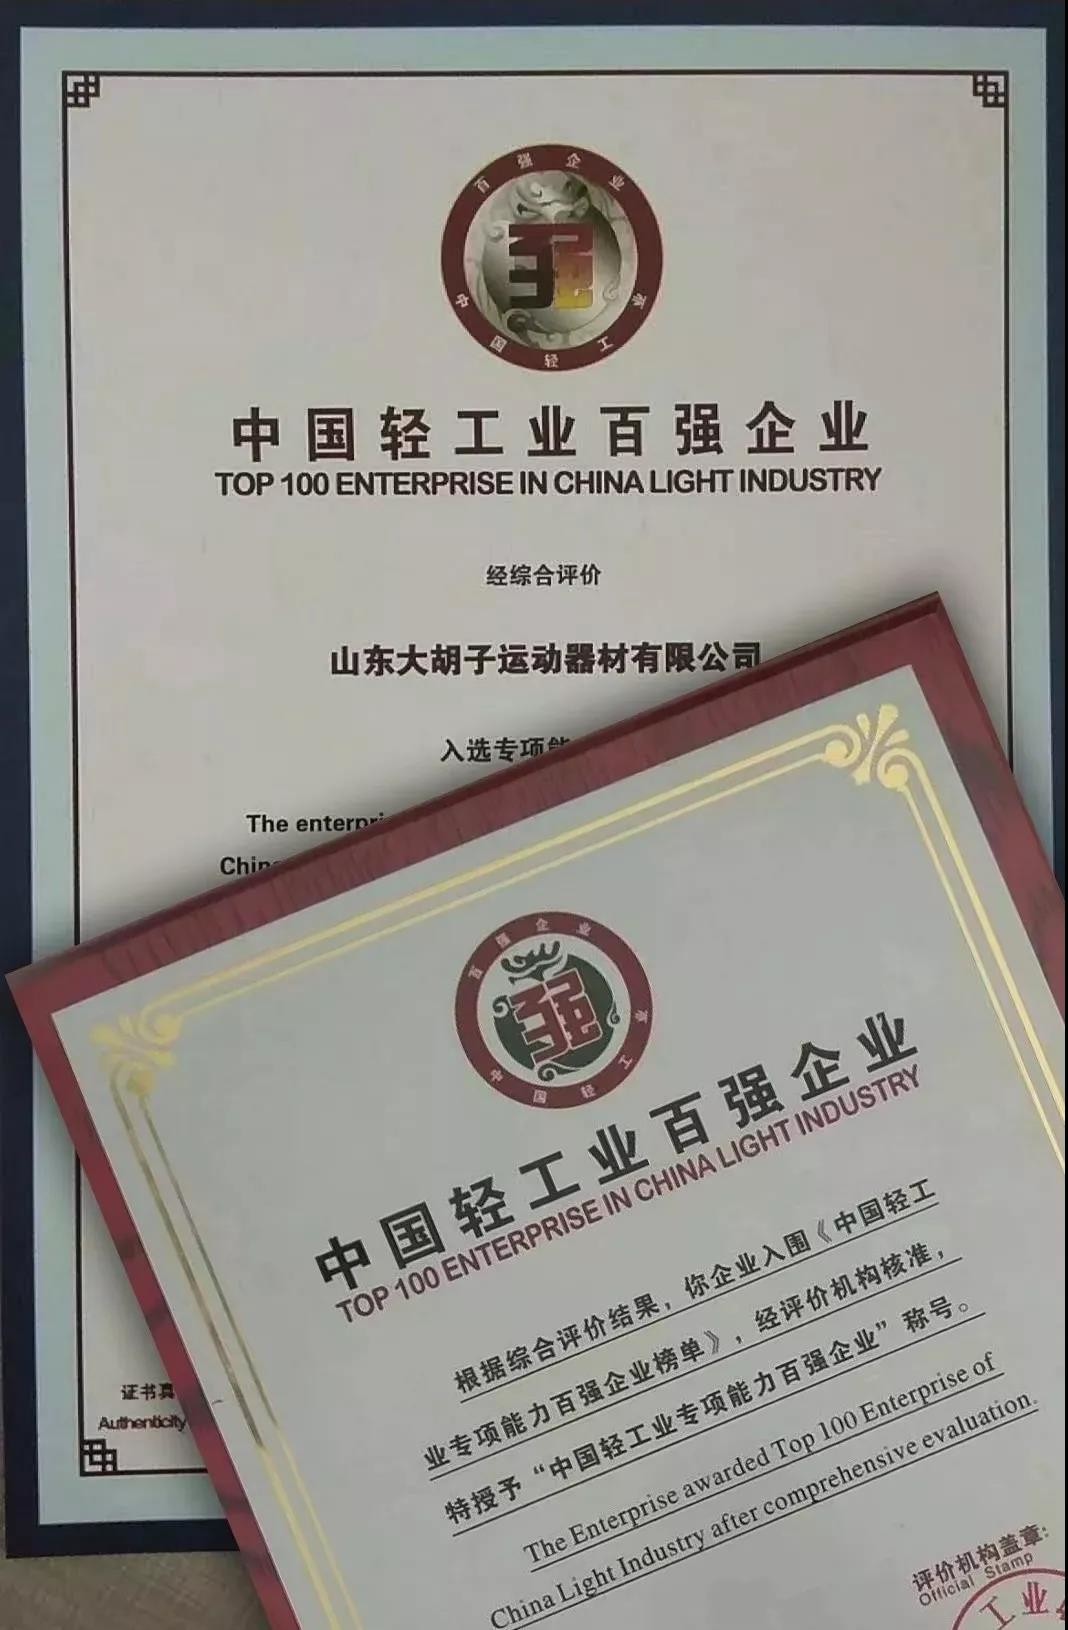 百强企业
中国轻工业
强
中国轻工业百强企业
TOP 100 ENTERPRISE IN CHINA LIGHT INDUSTRY
经综合评价
山东大胡子运动器材有限公司
入选专项能
The enterpri
Chin
证书真
Authenticity
百强企业
中国轻工业
强
中国轻工业百强企业
TOP 100 ENTERPRISE IN CHINA LIGHT INDUSTRY
根据综合评价结果，你企业入围《中国轻工
业专项能力百强企业榜单》，经评价机构核准，
特授予“中国轻工业专项能力百强企业”称号。
The Enterprise awarded Top 100 Enterprise of
China Light Industry after comprehensive evaluation.
评价机构盖章:
Official Stamp
工业